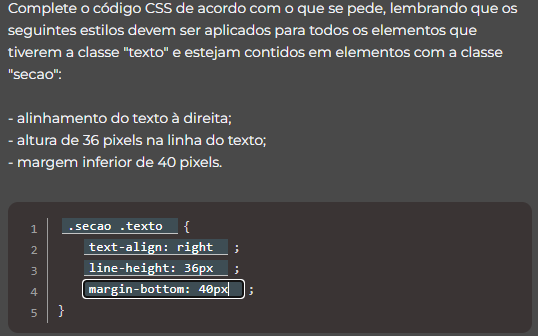 Complete o código CSS de acordo com o que se pede, lembrando que os
seguintes estilos devem ser aplicados para todos os elementos que
tiverem a classe "texto" e estejam contidos em elementos com a classe
"secao":
- alinhamento do texto à direita;
- altura de 36 pixels na linha do texto;
- margem inferior de 40 pixels.
1 .secao .texto {
2 text-align: right ;
3 line-height: 36px ;
4 margin-bottom: 40px ;
5 }